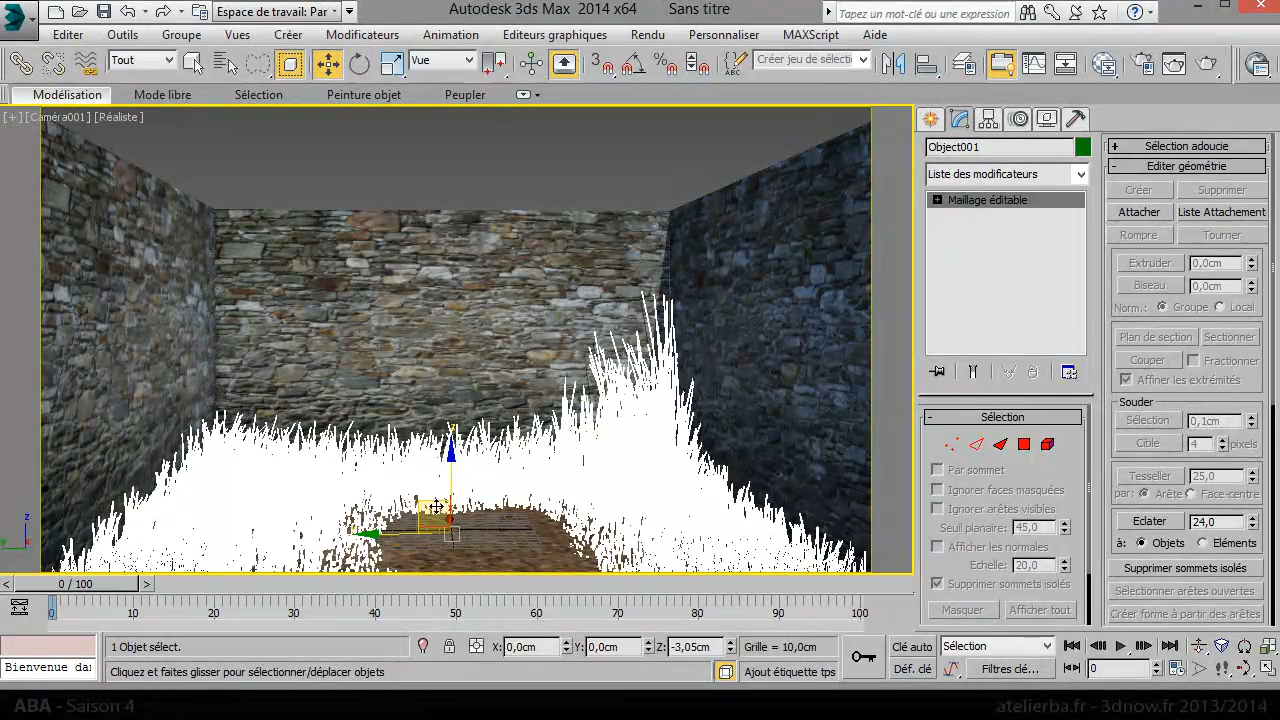 Espace de travail: Par
Autodesk 3ds Max 2014 x64
Sans titre
Tapez un mot-clé ou une expression
Editer
Outils
Groupe
Vues
Créer
Modificateurs
Animation
Editeurs graphiques
Rendu
Personnaliser
MAXScript
Aide
Tout
Vue
Créer jeu de sélecti
Modélisation
Mode libre
Sélection
Peinture objet
Peupler
[+] [Caméra001] [Réaliste ]
Object001
Liste des modificateurs
Maillage éditable
Sélection
Par sommet
Ignorer faces masquées
Ignorer arêtes visibles
Seuil planaire: 45,0
Afficher les normales
Echelle: 20,0
Supprimer sommets isolés
Masquer
Afficher tout
Sélection adoucie
Editer géométrie
Créer
Supprimer
Attacher
Liste Attachement
Rompre
Tourner
Extruder 0,0cm
Biseau 0,0cm
Norm.: Groupe Local
Plan de section Sectionner
Couper Fractionner
Affiner les extrémités
Souder
Sélection 0,1cm
Cible 4 pixels
Tesseller 25,0
par: Arête Face-centre
Eclater 24,0
à: Objets Eléments
Supprimer sommets isolés
Sélectionner arêtes ouvertes
Créer forme à partir des arêtes
0 / 100
0 10 20 30 40 50 60 70 80 90 100
1 Objet sélect.
X: 0,0cm Y: 0,0cm Z: -3,05cm
Grille = 10,0cm
Clé auto
Sélection
Bienvenue da
Cliquez et faites glisser pour sélectionner/déplacer objets
Ajout étiquette tps
Déf. clé
Filtres clé...
0
ABA - Saison 4
atelierba.fr - 3dnow.fr 2013/2014